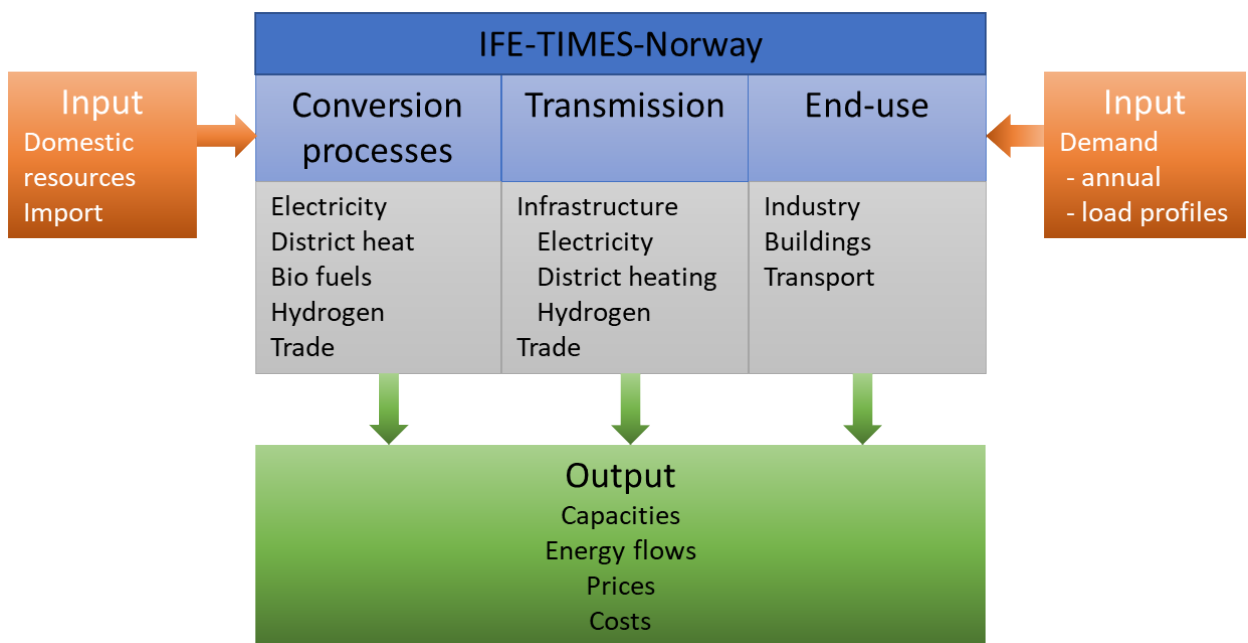 IFE-TIMES-Norway
Input
Domestic
resources
Import
Conversion
processes
Electricity
District heat
Bio fuels
Hydrogen
Trade
Transmission
Infrastructure
Electricity
District heating
Hydrogen
Trade
End-use
Industry
Buildings
Transport
Input
Demand
- annual
- load profiles
Output
Capacities
Energy flows
Prices
Costs